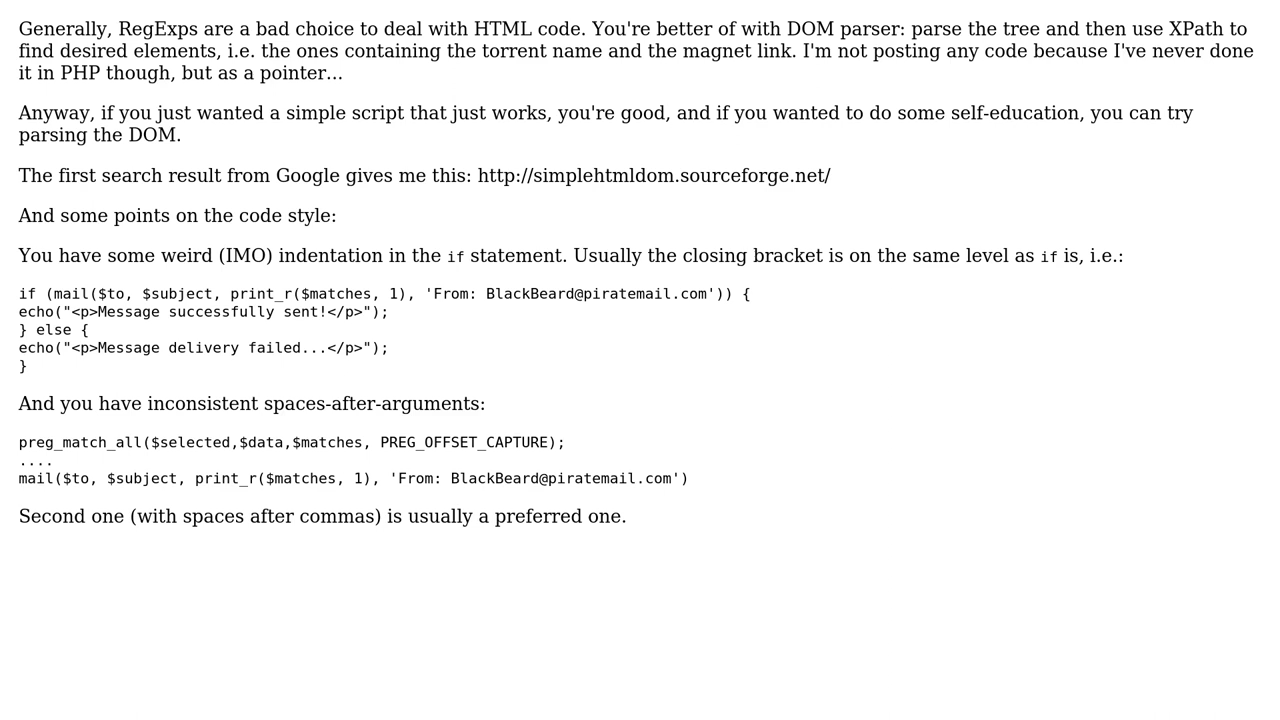 Generally, RegExps are a bad choice to deal with HTML code. You're better of with DOM parser: parse the tree and then use XPath to
find desired elements, i.e. the ones containing the torrent name and the magnet link. I'm not posting any code because I've never done
it in PHP though, but as a pointer...
Anyway, if you just wanted a simple script that just works, you're good, and if you wanted to do some self-education, you can try
parsing the DOM.
The first search result from Google gives me this: http://simplehtmldom.sourceforge.net/
And some points on the code style:
You have some weird (IMO) indentation in the if statement. Usually the closing bracket is on the same level as if is, i.e.:
if (mail($to, $subject, print_r($matches, 1), 'From: BlackBeard@piratemail.com')) {
echo("<p>Message successfully sent!</p>");
} else {
echo("<p>Message delivery failed...</p>");
}
And you have inconsistent spaces-after-arguments:
preg_match_all($selected,$data,$matches, PREG_OFFSET_CAPTURE);
....
mail($to, $subject, print_r($matches, 1), 'From: BlackBeard@piratemail.com')
Second one (with spaces after commas) is usually a preferred one.